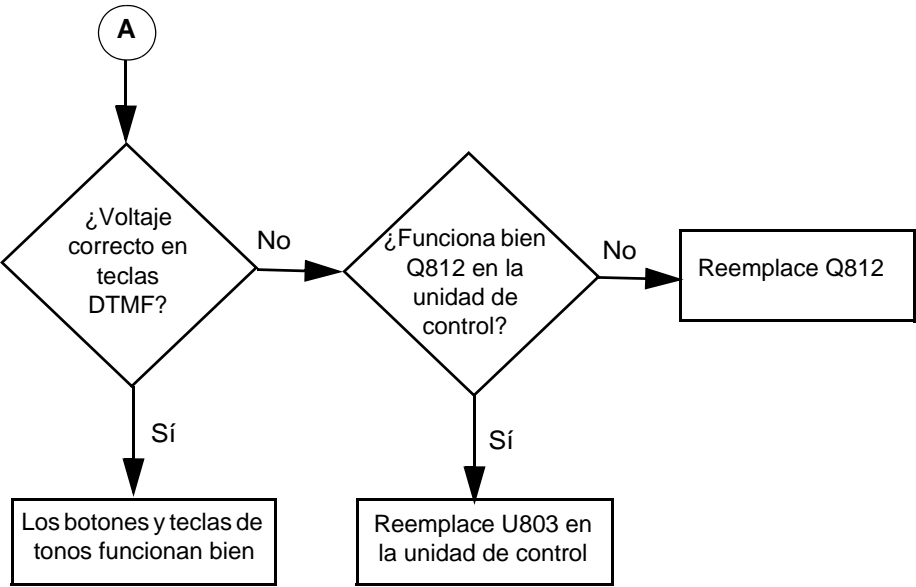 A
¿Voltaje
correcto en
teclas
DTMF?
No
¿Funciona bien
Q812 en la
unidad de
control?
No
Reemplace Q812
Sí
Sí
Los botones y teclas de
tonos funcionan bien
Reemplace U803 en
la unidad de control